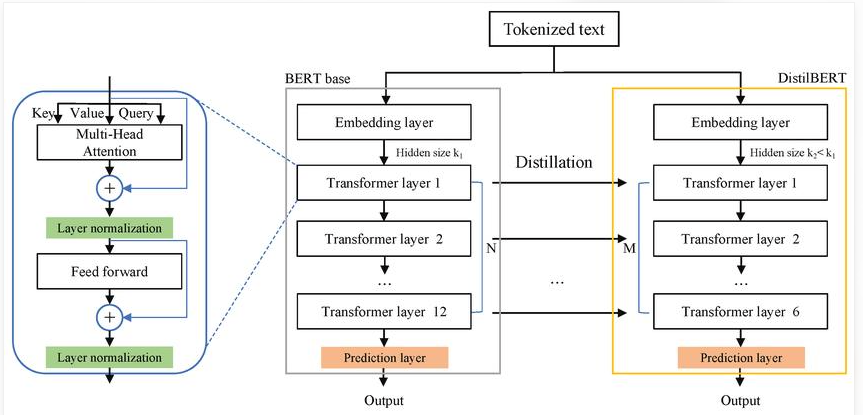 Tokenized text
BERT base
DistilBERT
Key Value Query
Multi-Head
Attention
+
Layer normalization
Feed forward
+
Layer normalization
Embedding layer
Hidden size k₁
Transformer layer 1
Transformer layer 2
...
Transformer layer 12
N
Prediction layer
Output
Distillation
...
Embedding layer
Hidden size k₂< k₁
Transformer layer 1
Transformer layer 2
...
Transformer layer 6
M
Prediction layer
Output